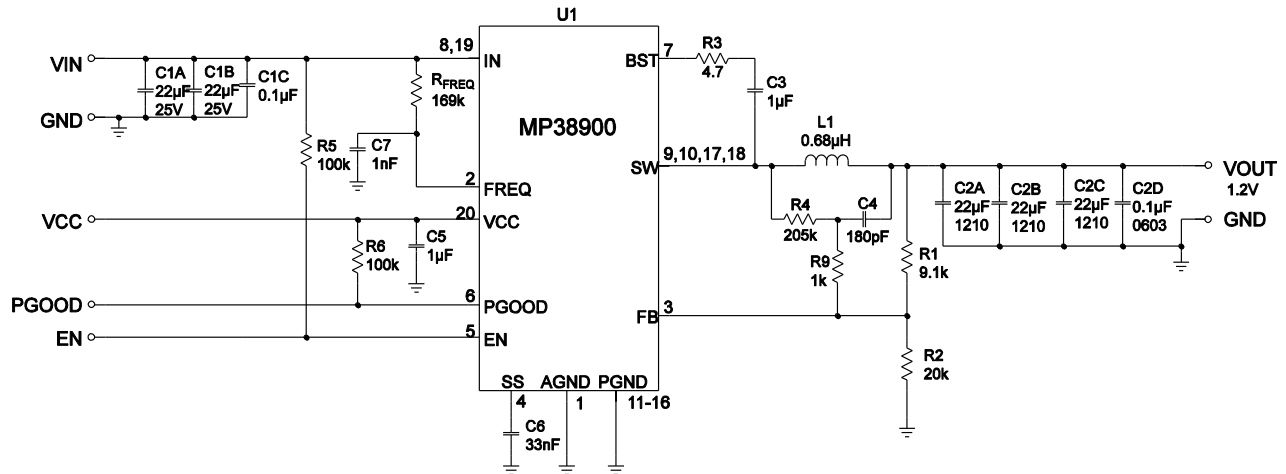 U1
MP38900
VIN
GND
C1A
22µF
25V
C1B
22µF
25V
C1C
0.1µF
8,19
IN
RFREQ
169k
C7
1nF
R5
100k
2
FREQ
VCC
20
VCC
R6
100k
C5
1µF
PGOOD
6
PGOOD
EN
5
EN
SS
4
C6
33nF
AGND
1
PGND
11-16
BST
7
R3
4.7
C3
1µF
SW
9,10,17,18
L1
0.68µH
R4
205k
C4
180pF
R9
1k
R1
9.1k
FB
3
R2
20k
C2A
22µF
1210
C2B
22µF
1210
C2C
22µF
1210
C2D
0.1µF
0603
VOUT
1.2V
GND